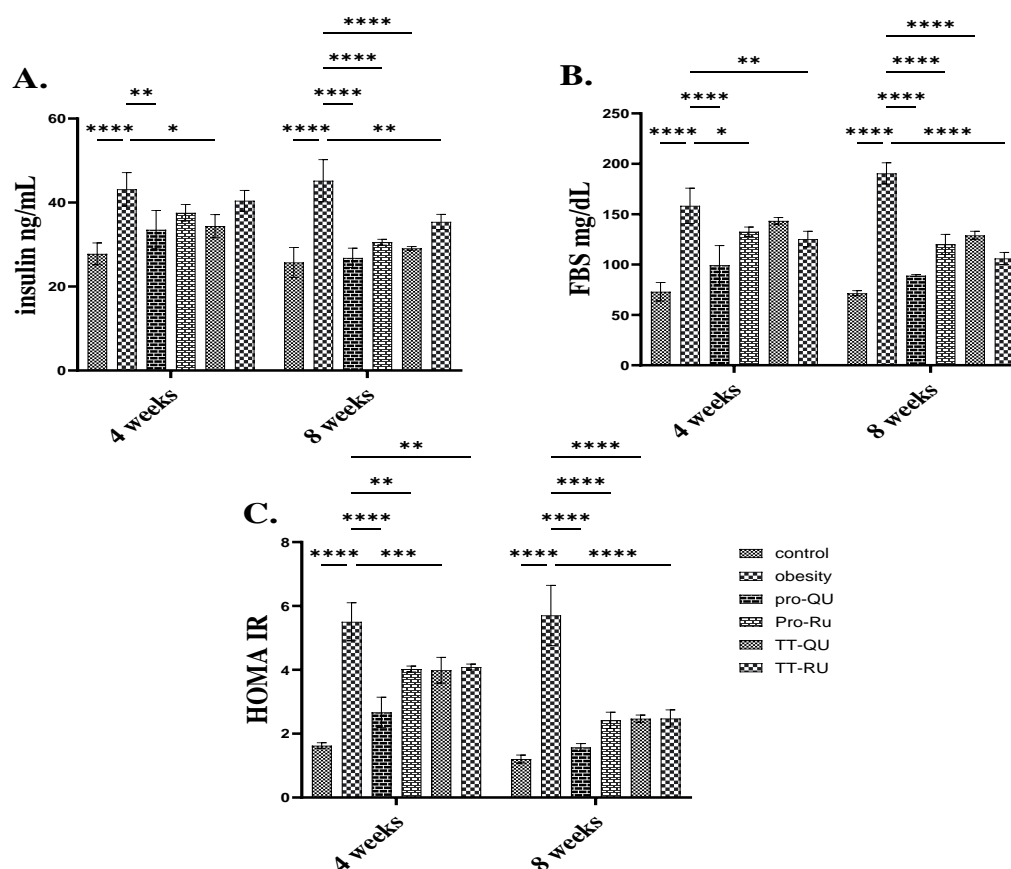 A.
insulin ng/mL
60
40
20
0
****
**
*
****
****
****
****
**
4 weeks
8 weeks
B.
FBS mg/dL
250
200
150
100
50
0
**
****
****
*
****
****
****
****
****
4 weeks
8 weeks
C.
HOMA IR
8
6
4
2
0
**
**
****
****
***
****
****
****
****
****
4 weeks
8 weeks
control
obesity
pro-QU
Pro-Ru
TT-QU
TT-RU